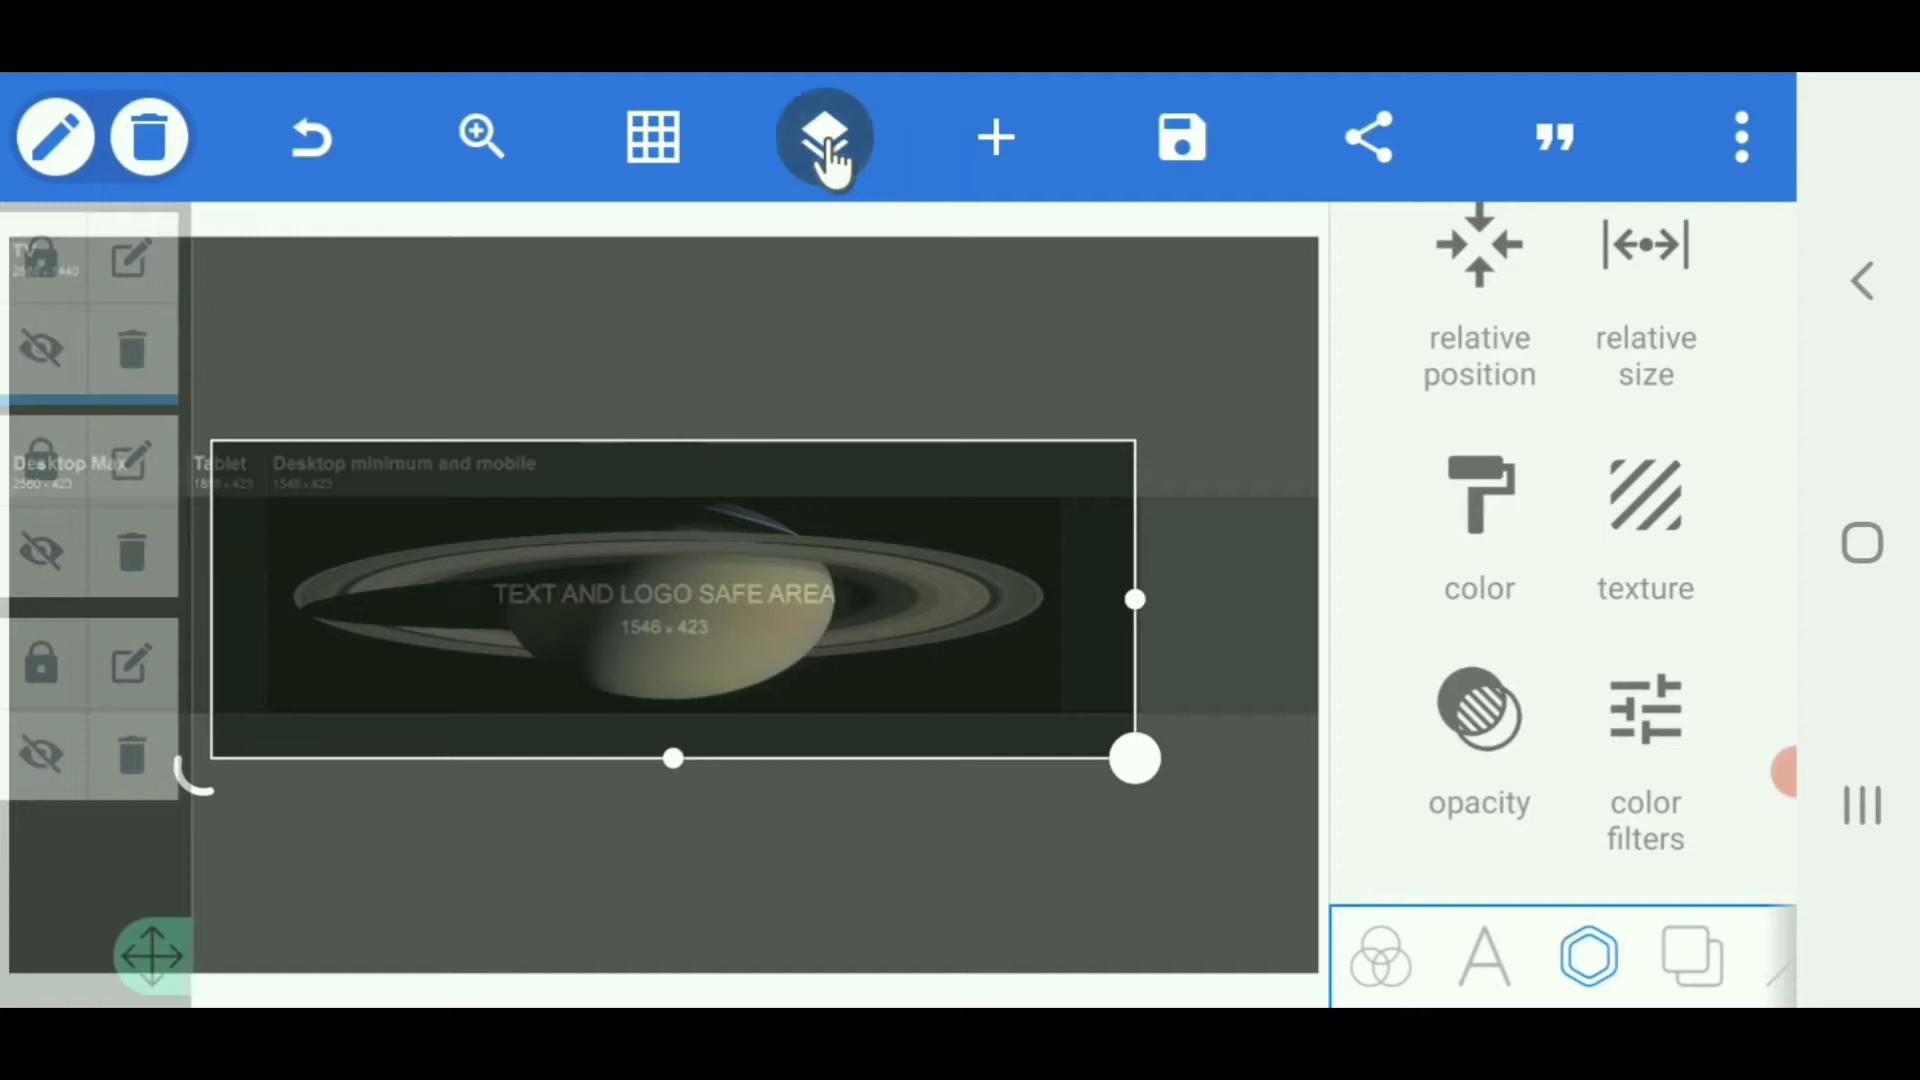 TV
Desktop Max
2560 x 423
Tablet
Desktop minimum and mobile
1546 x 423
TEXT AND LOGO SAFE AREA
1546 x 423
relative
position
relative
size
color
texture
opacity
color
filters